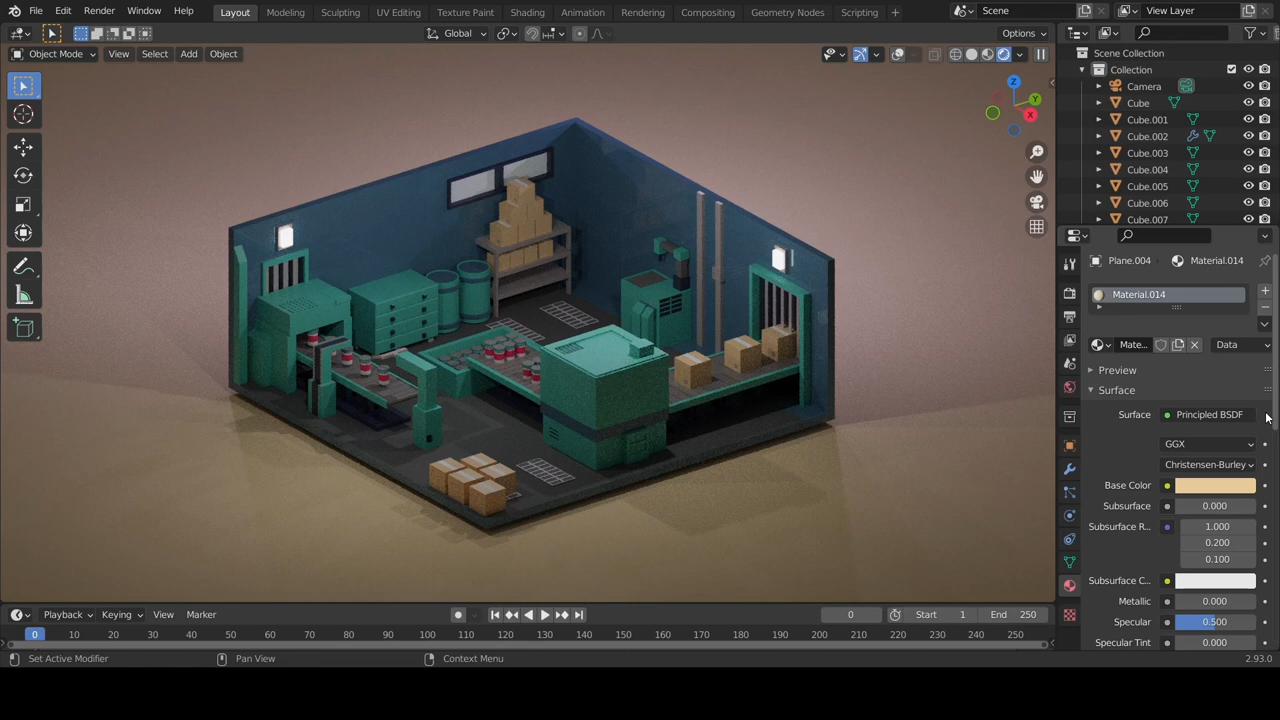 File Edit Render Window Help Layout Modeling Sculpting UV Editing Texture Paint Shading Animation Rendering Compositing Geometry Nodes Scripting + Scene View Layer
Global Options
Object Mode View Select Add Object
Z
Y
X
Scene Collection
Collection
Camera
Cube
Cube.001
Cube.002
Cube.003
Cube.004
Cube.005
Cube.006
Cube.007
Plane.004 Material.014
Material.014
Mate... Data
Preview
Surface
Surface Principled BSDF
GGX
Christensen-Burley
Base Color
Subsurface 0.000
Subsurface R... 1.000
0.200
0.100
Subsurface C...
Metallic 0.000
Specular 0.500
Specular Tint 0.000
Playback Keying View Marker 0 Start 1 End 250
0 10 20 30 40 50 60 70 80 90 100 110 120 130 140 150 160 170 180 190 200 210 220 230 240 250
Set Active Modifier Pan View Context Menu 2.93.0